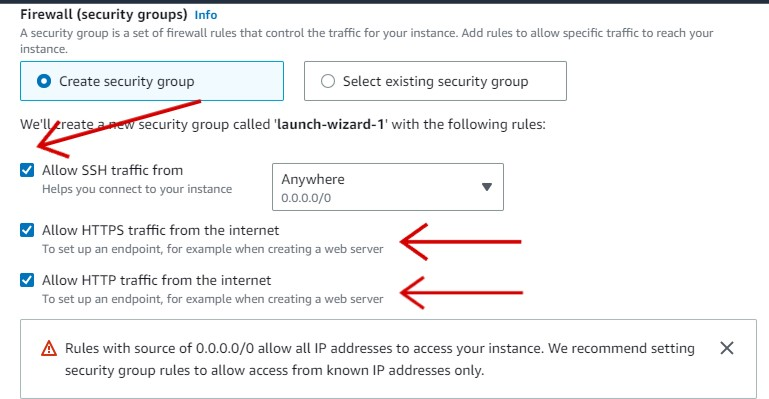 Firewall (security groups) Info
A security group is a set of firewall rules that control the traffic for your instance. Add rules to allow specific traffic to reach your
instance.
Create security group
Select existing security group
We'll create a new security group called 'launch-wizard-1' with the following rules:
Allow SSH traffic from
Helps you connect to your instance
Anywhere
0.0.0.0/0
Allow HTTPS traffic from the internet
To set up an endpoint, for example when creating a web server
Allow HTTP traffic from the internet
To set up an endpoint, for example when creating a web server
Rules with source of 0.0.0.0/0 allow all IP addresses to access your instance. We recommend setting
security group rules to allow access from known IP addresses only.